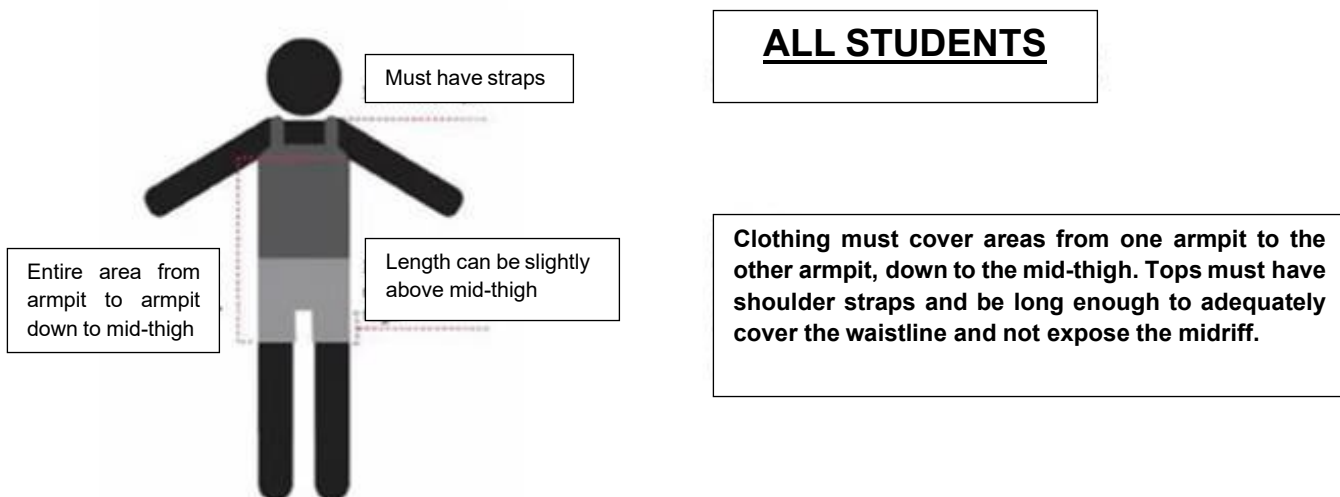 ALL STUDENTS
Must have straps
Clothing must cover areas from one armpit to the
other armpit, down to the mid-thigh. Tops must have
shoulder straps and be long enough to adequately
cover the waistline and not expose the midriff.
Entire area from
armpit to armpit
down to mid-thigh
Length can be slightly
above mid-thigh